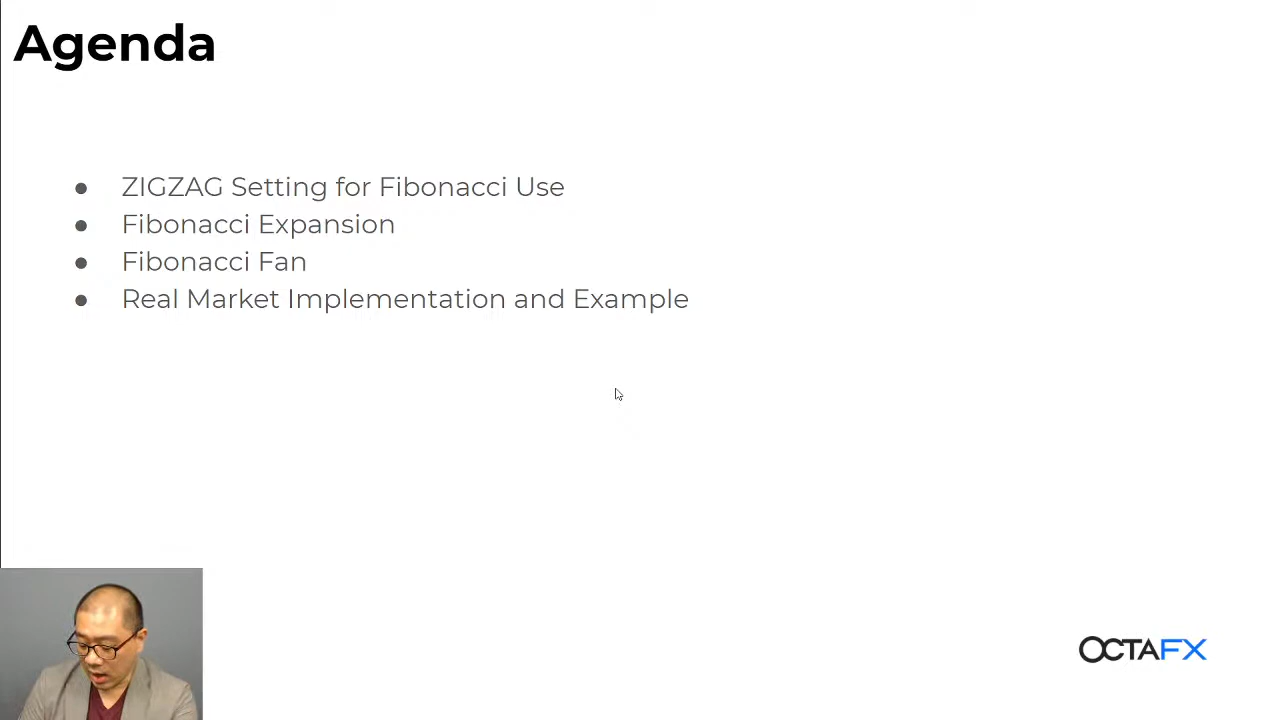 Agenda
● ZIGZAG Setting for Fibonacci Use
● Fibonacci Expansion
● Fibonacci Fan
● Real Market Implementation and Example
OCTAFX